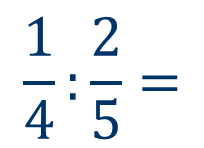 1/4 : 2/5 =